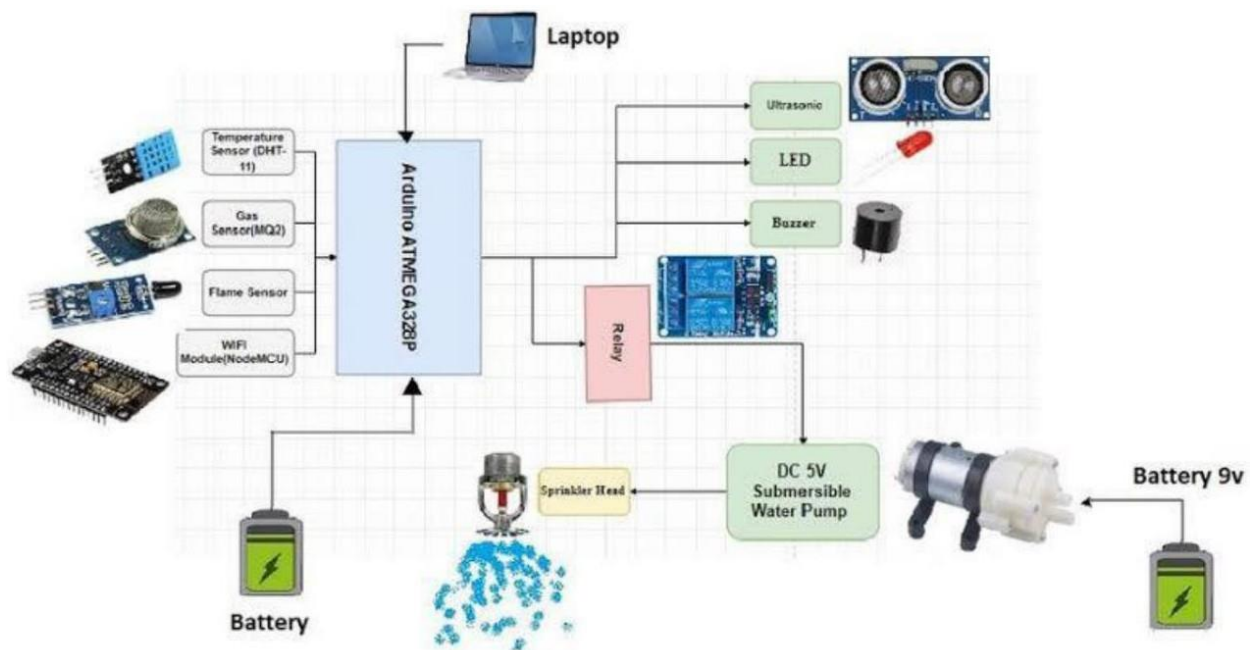 Laptop
Temperature
Sensor (DHT-
11)
Gas
Sensor(MQ2)
Flame Sensor
WIFI
Module(NodeMCU)
Arduino ATMEGA328P
Ultrasonic
LED
Buzzer
Relay
DC 5V
Submersible
Water Pump
Sprinkler Head
Battery 9v
Battery